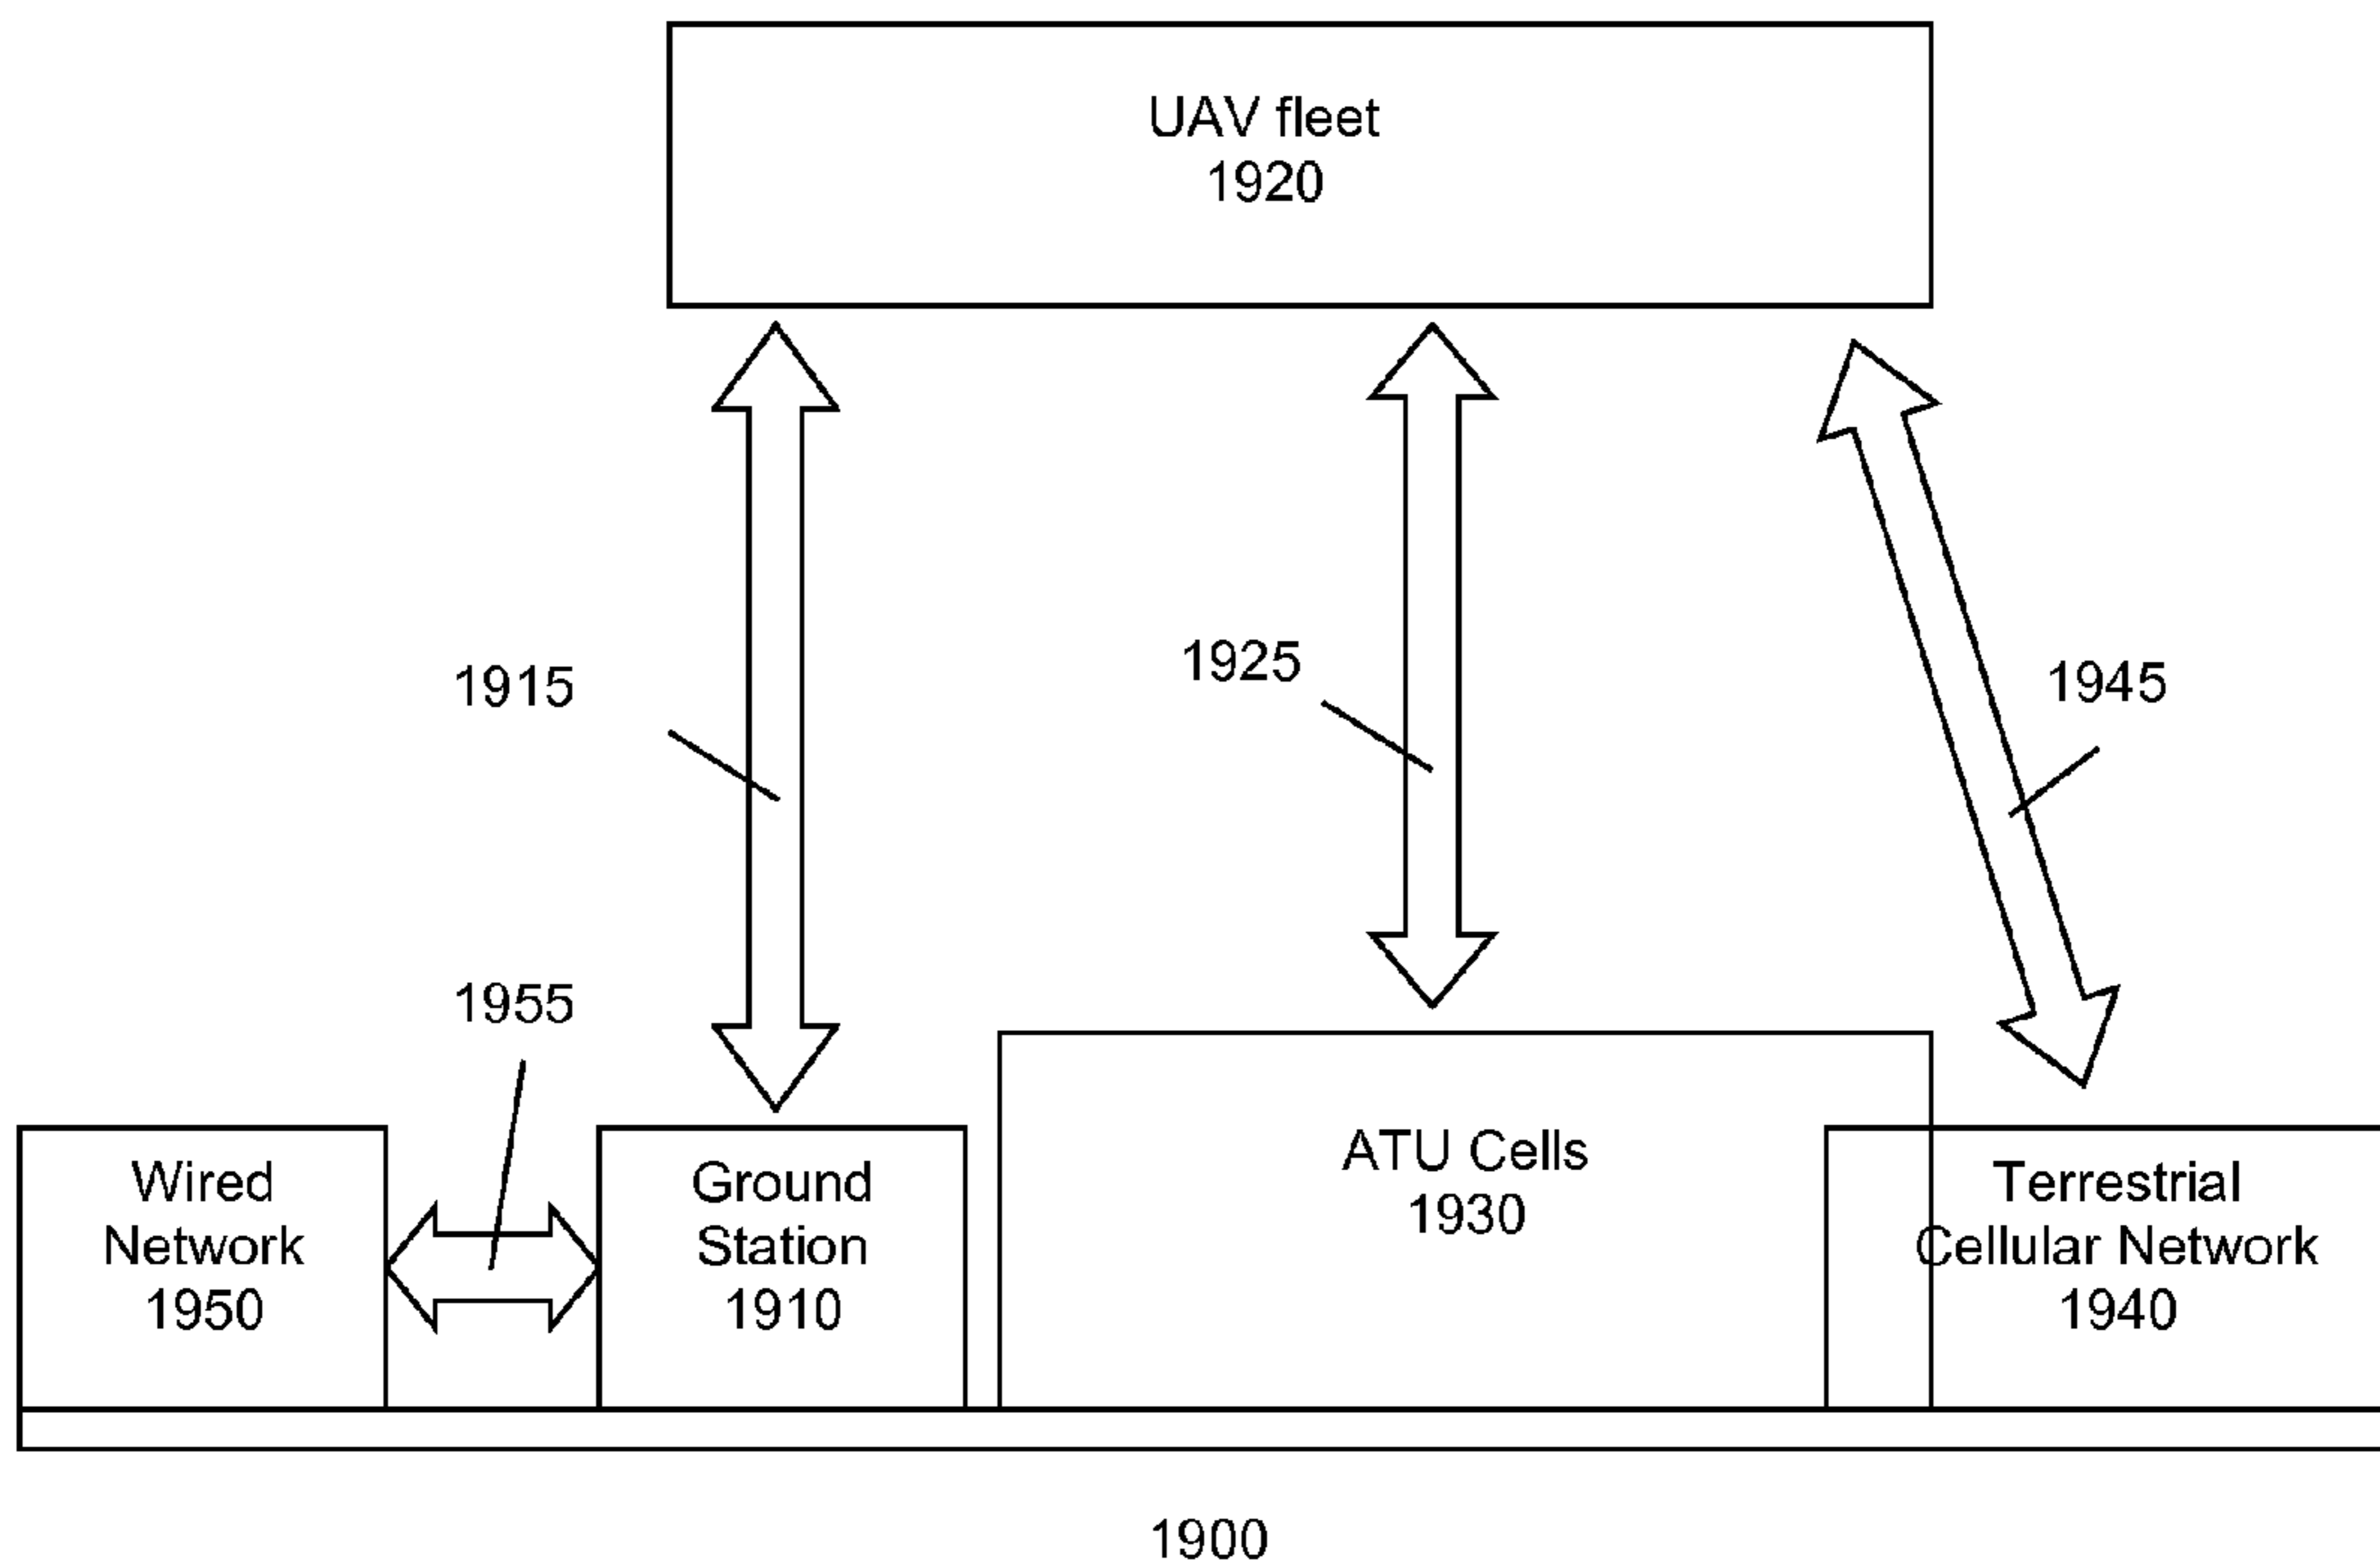 UAV fleet
1920
1915
1925
1945
1955
Wired
Network
1950
Ground
Station
1910
ATU Cells
1930
Terrestrial
Cellular Network
1940
1900